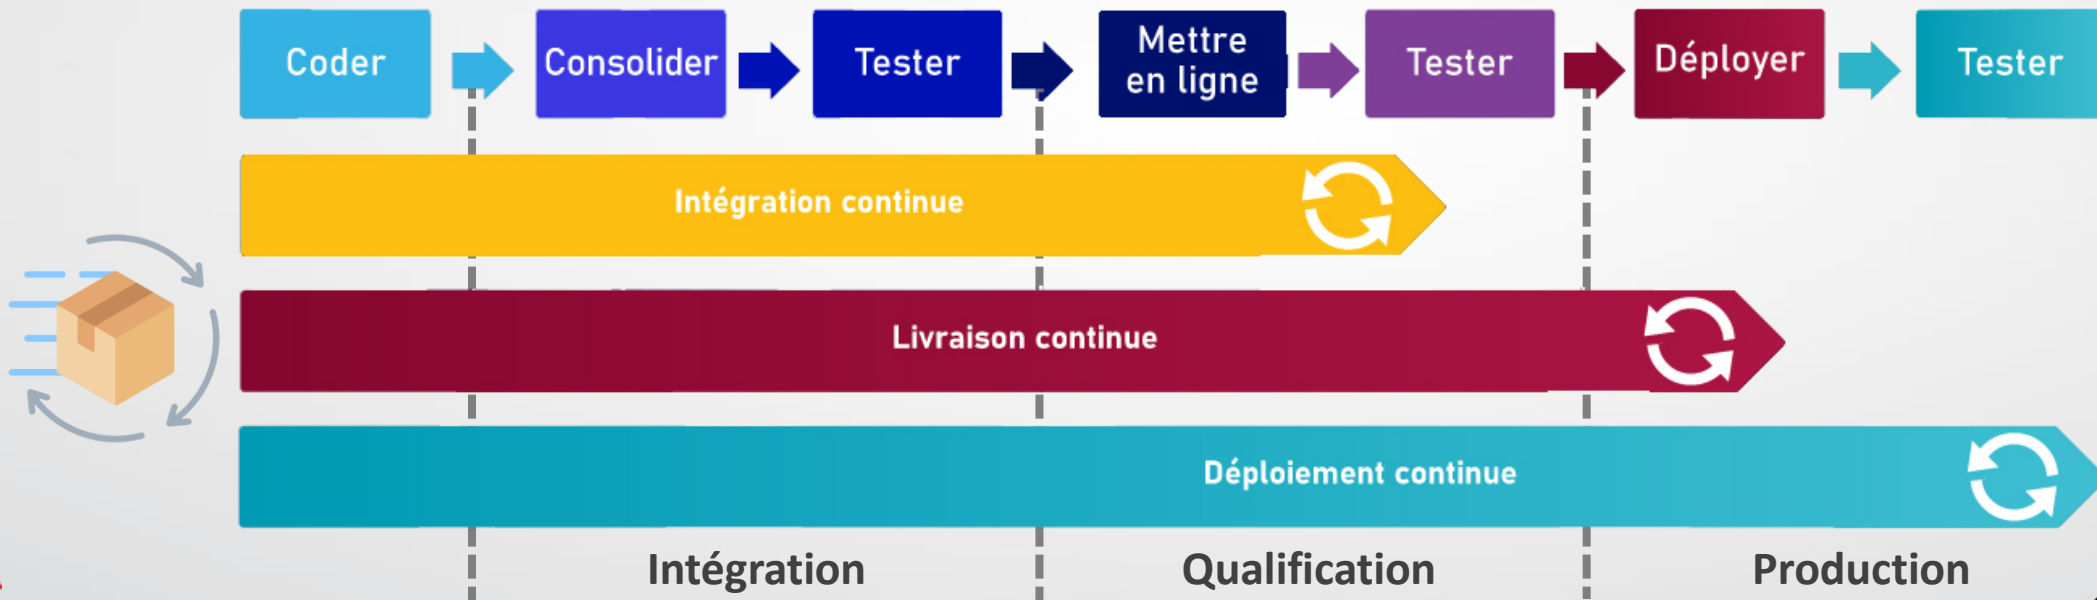 Coder
Consolider
Tester
Mettre
en ligne
Tester
Déployer
Tester
Intégration continue
Livraison continue
Déploiement continue
Intégration
Qualification
Production